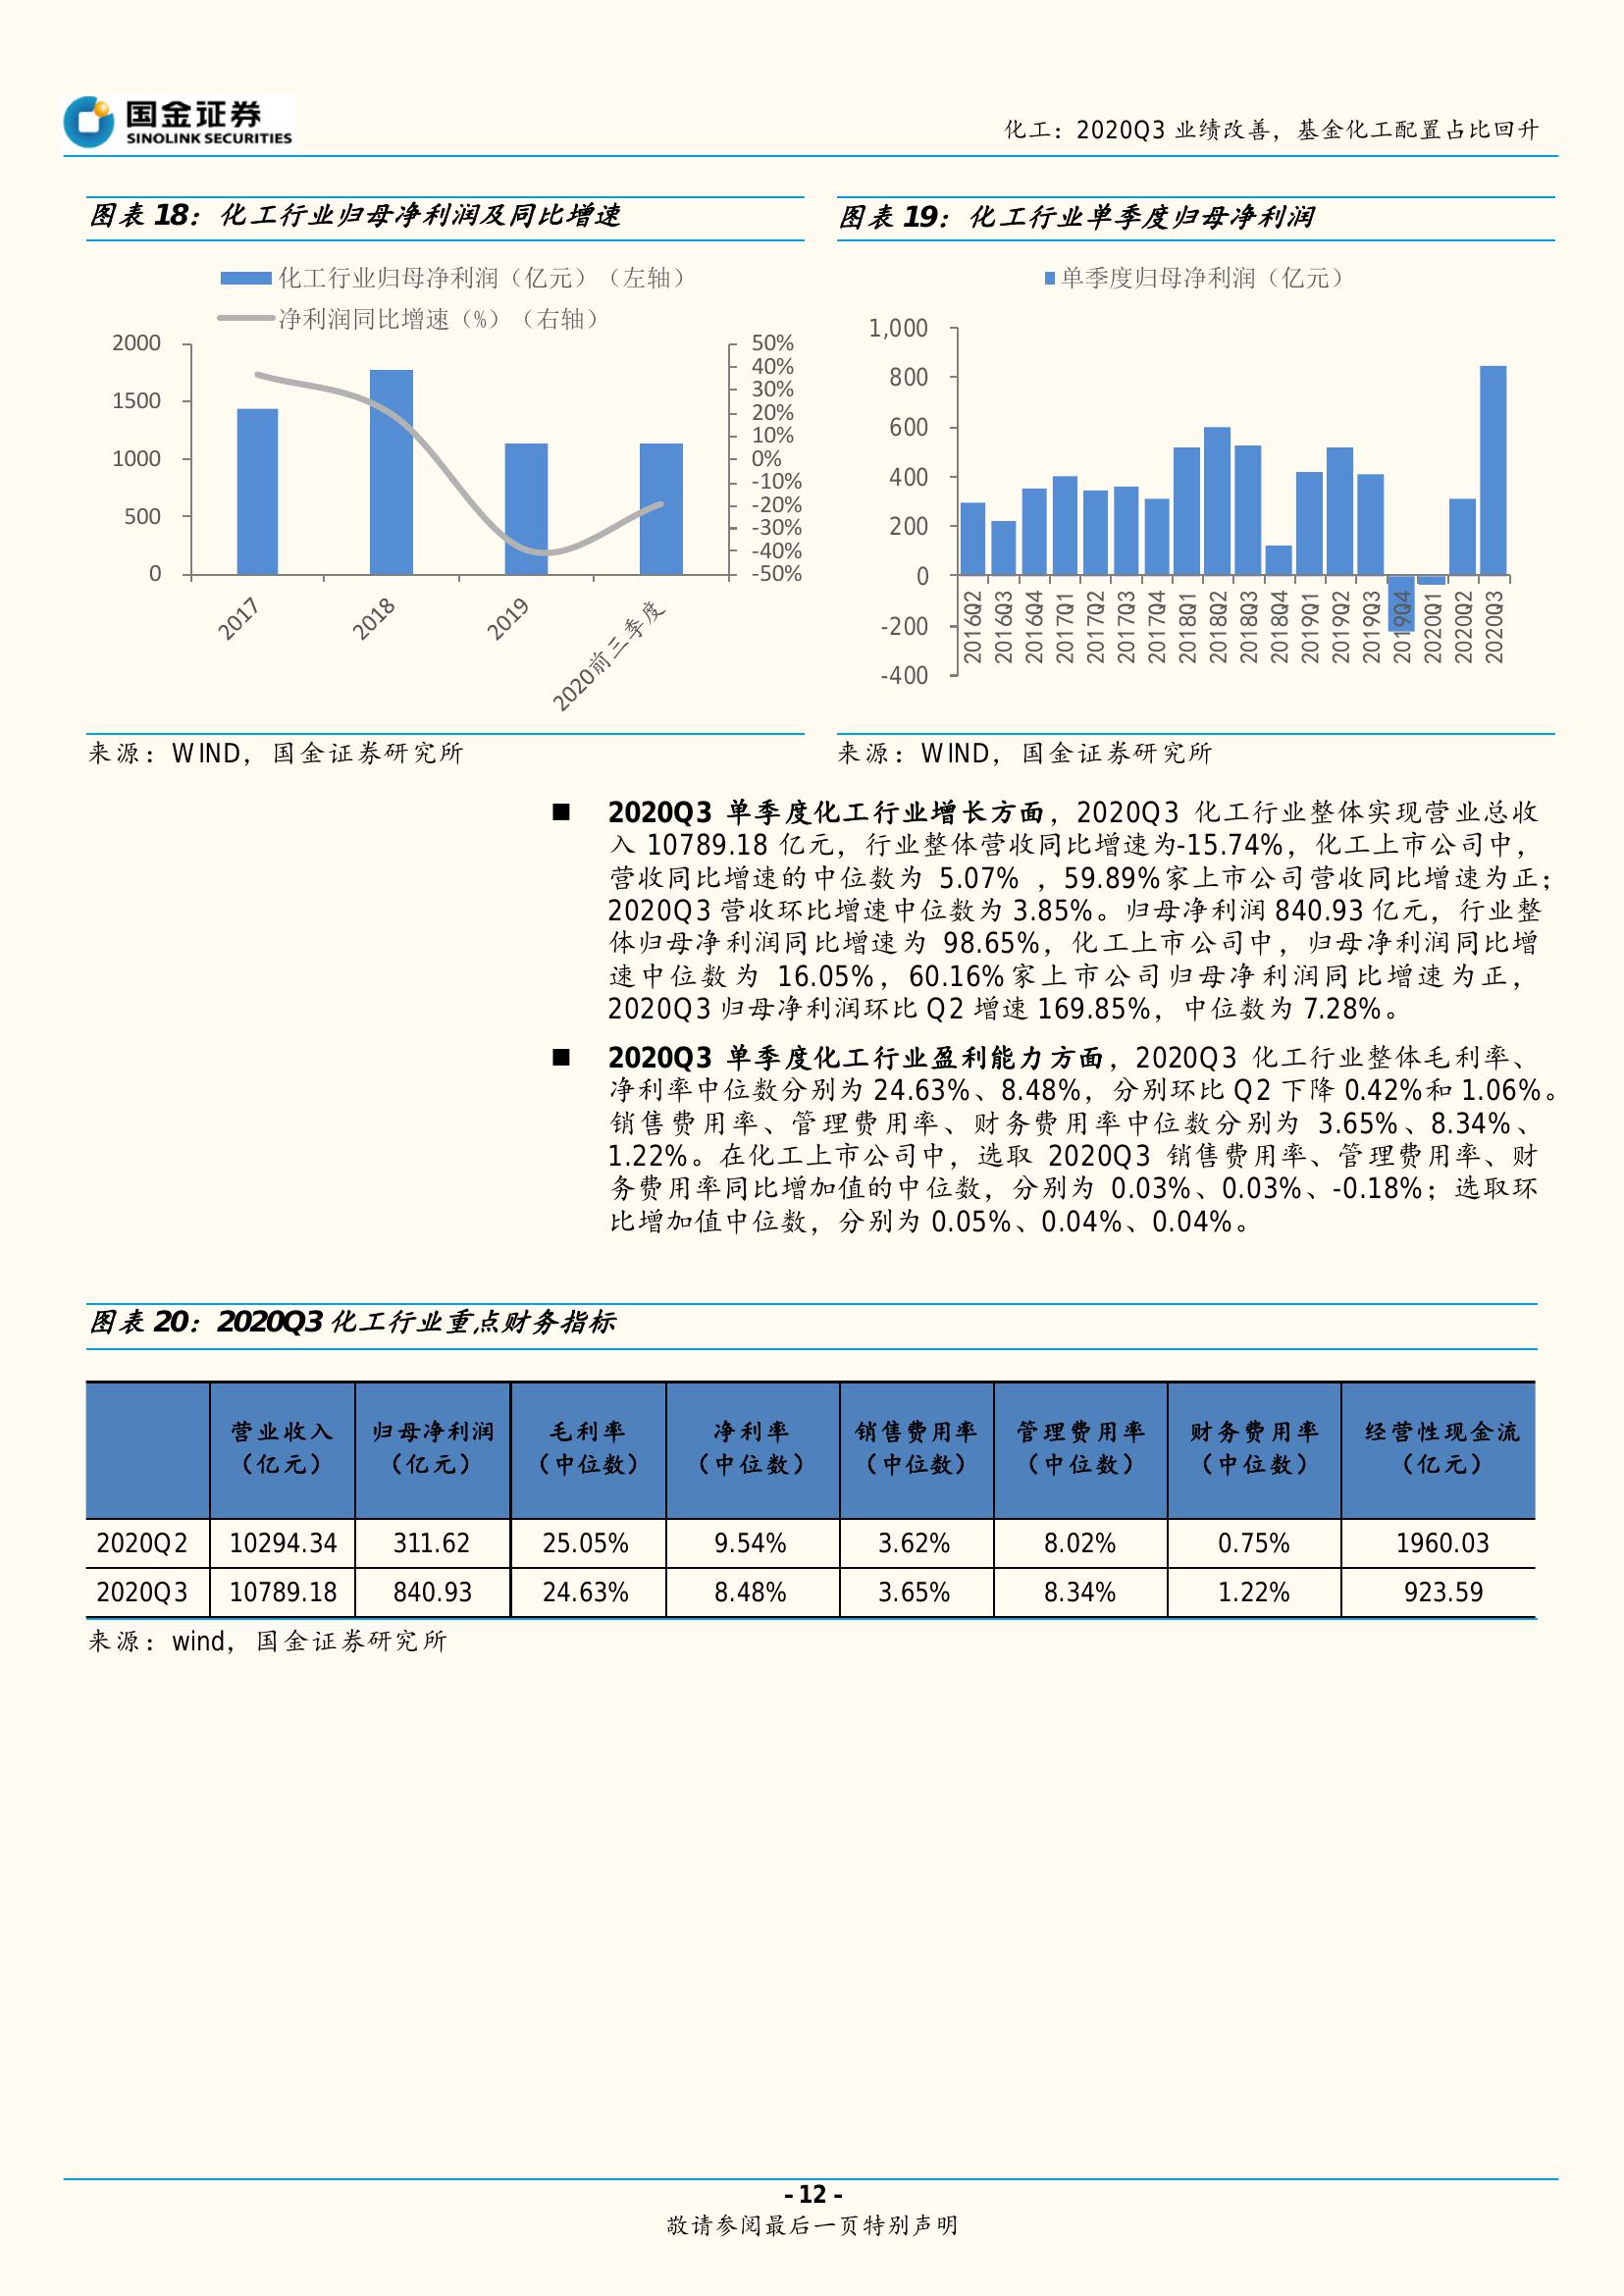 国金证券
SINOLINK SECURITIES
化工：2020Q3 业绩改善，基金化工配置占比回升
图表 18：化工行业归母净利润及同比增速
化工行业归母净利润（亿元）（左轴）
净利润同比增速（%）（右轴）
2000
1500
1000
500
0
50%
40%
30%
20%
10%
0%
-10%
-20%
-30%
-40%
-50%
2017
2018
2019
2020前三季度
来源：WIND，国金证券研究所
图表 19：化工行业单季度归母净利润
单季度归母净利润（亿元）
1,000
800
600
400
200
0
-200
-400
2016Q2
2016Q3
2016Q4
2017Q1
2017Q2
2017Q3
2017Q4
2018Q1
2018Q2
2018Q3
2018Q4
2019Q1
2019Q2
2019Q3
2019Q4
2020Q1
2020Q2
2020Q3
来源：WIND，国金证券研究所
■ 2020Q3 单季度化工行业增长方面，2020Q3 化工行业整体实现营业总收
入 10789.18 亿元，行业整体营收同比增速为-15.74%，化工上市公司中，
营收同比增速的中位数为 5.07% ，59.89%家上市公司营收同比增速为正；
2020Q3 营收环比增速中位数为 3.85%。归母净利润 840.93 亿元，行业整
体归母净利润同比增速为 98.65%，化工上市公司中，归母净利润同比增
速中位数为 16.05%，60.16%家上市公司归母净利润同比增速为正，
2020Q3 归母净利润环比 Q2 增速 169.85%，中位数为 7.28%。
■ 2020Q3 单季度化工行业盈利能力方面，2020Q3 化工行业整体毛利率、
净利率中位数分别为 24.63%、8.48%，分别环比 Q2 下降 0.42%和 1.06%。
销售费用率、管理费用率、财务费用率中位数分别为 3.65%、8.34%、
1.22%。在化工上市公司中，选取 2020Q3 销售费用率、管理费用率、财
务费用率同比增加值的中位数，分别为 0.03%、0.03%、-0.18%；选取环
比增加值中位数，分别为 0.05%、0.04%、0.04%。
图表 20：2020Q3 化工行业重点财务指标
营业收入 归母净利润 毛利率 净利率 销售费用率 管理费用率 财务费用率 经营性现金流
（亿元） （亿元） （中位数） （中位数） （中位数） （中位数） （中位数） （亿元）
2020Q2 10294.34 311.62 25.05% 9.54% 3.62% 8.02% 0.75% 1960.03
2020Q3 10789.18 840.93 24.63% 8.48% 3.65% 8.34% 1.22% 923.59
来源：wind，国金证券研究所
- 12 -
敬请参阅最后一页特别声明